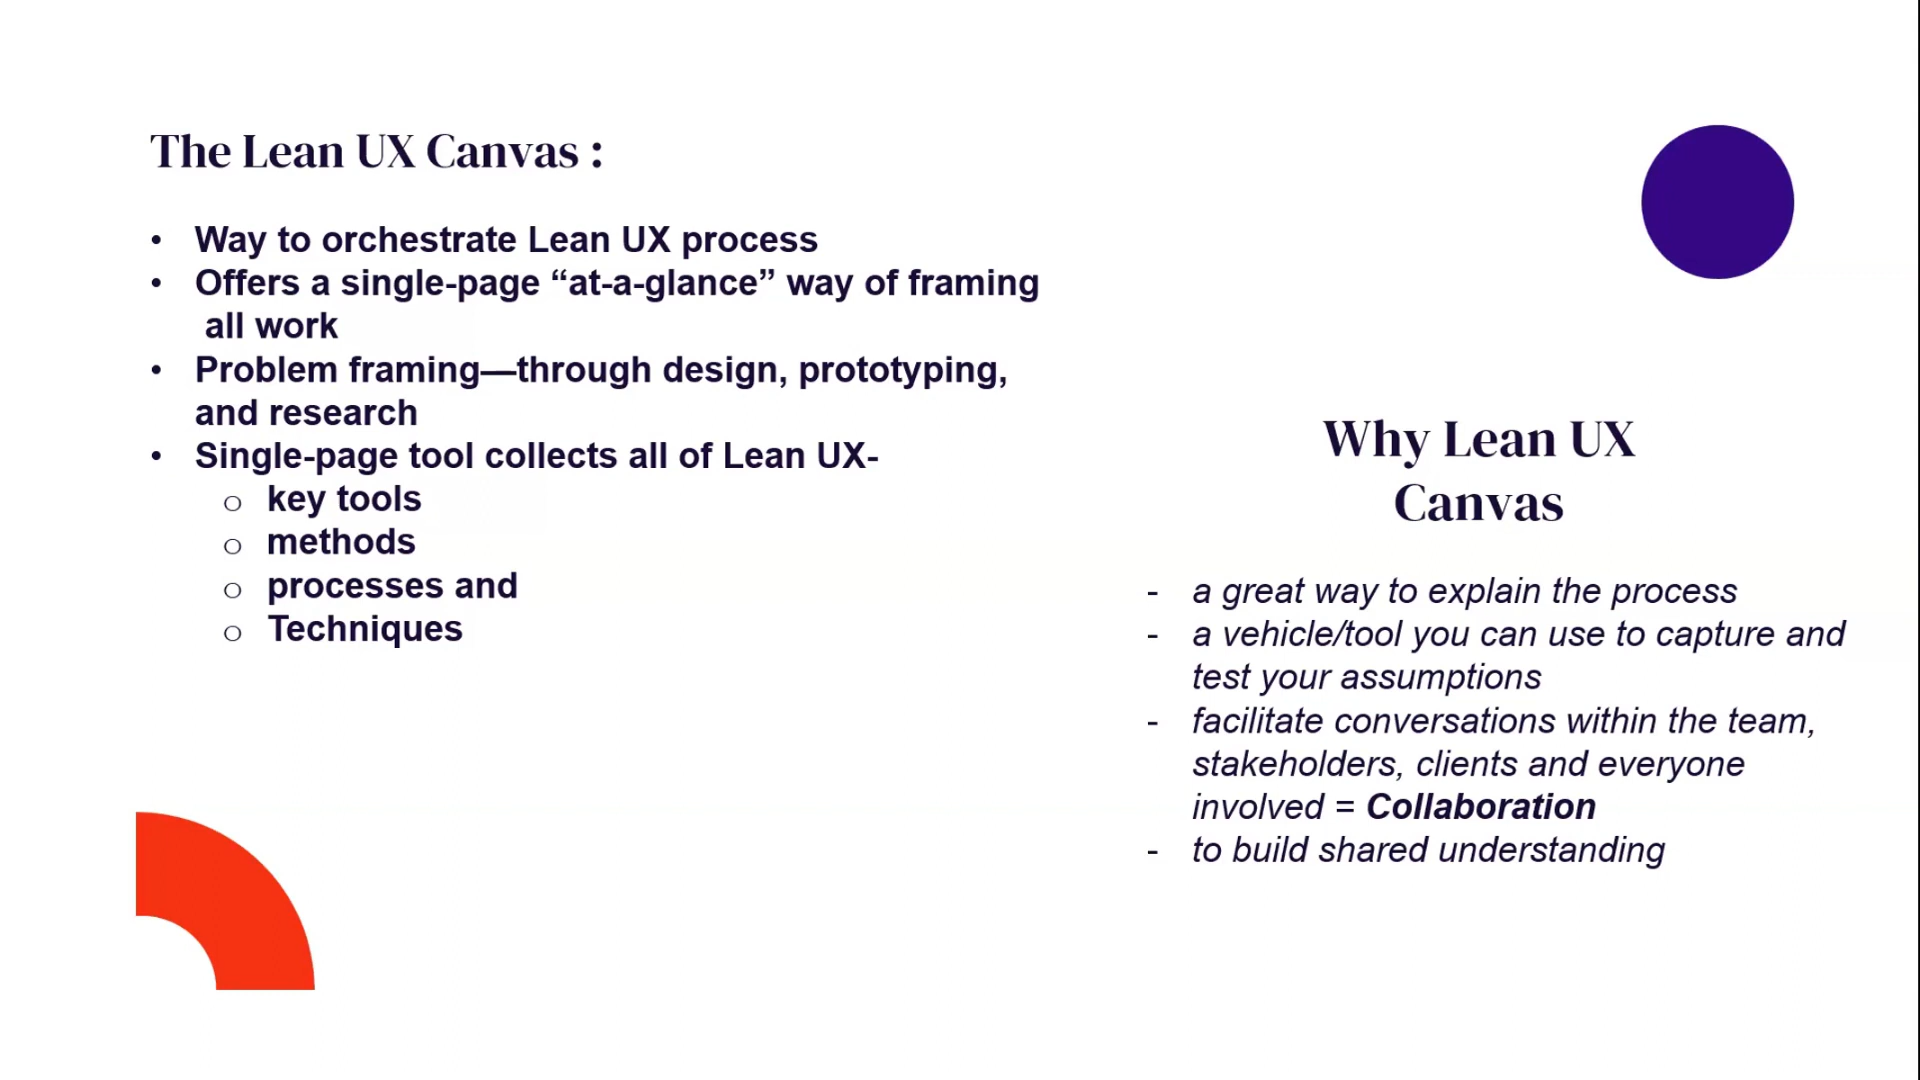 The Lean UX Canvas :
• Way to orchestrate Lean UX process
• Offers a single-page “at-a-glance” way of framing
all work
• Problem framing—through design, prototyping,
and research
• Single-page tool collects all of Lean UX-
o key tools
o methods
o processes and
o Techniques
Why Lean UX
Canvas
- a great way to explain the process
- a vehicle/tool you can use to capture and
test your assumptions
- facilitate conversations within the team,
stakeholders, clients and everyone
involved = Collaboration
- to build shared understanding